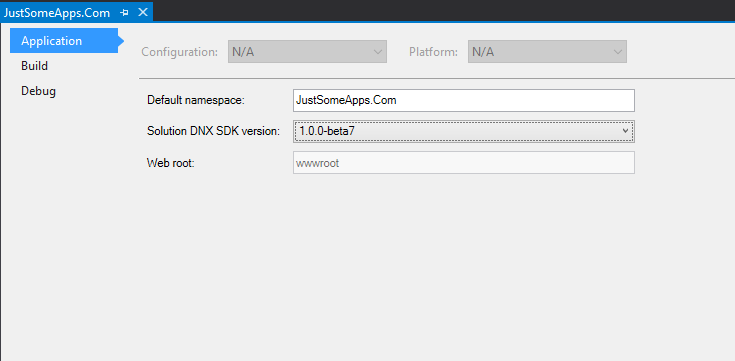 JustSomeApps.Com
Application
Configuration: N/A Platform: N/A
Build
Debug
Default namespace: JustSomeApps.Com
Solution DNX SDK version: 1.0.0-beta7
Web root: wwwroot